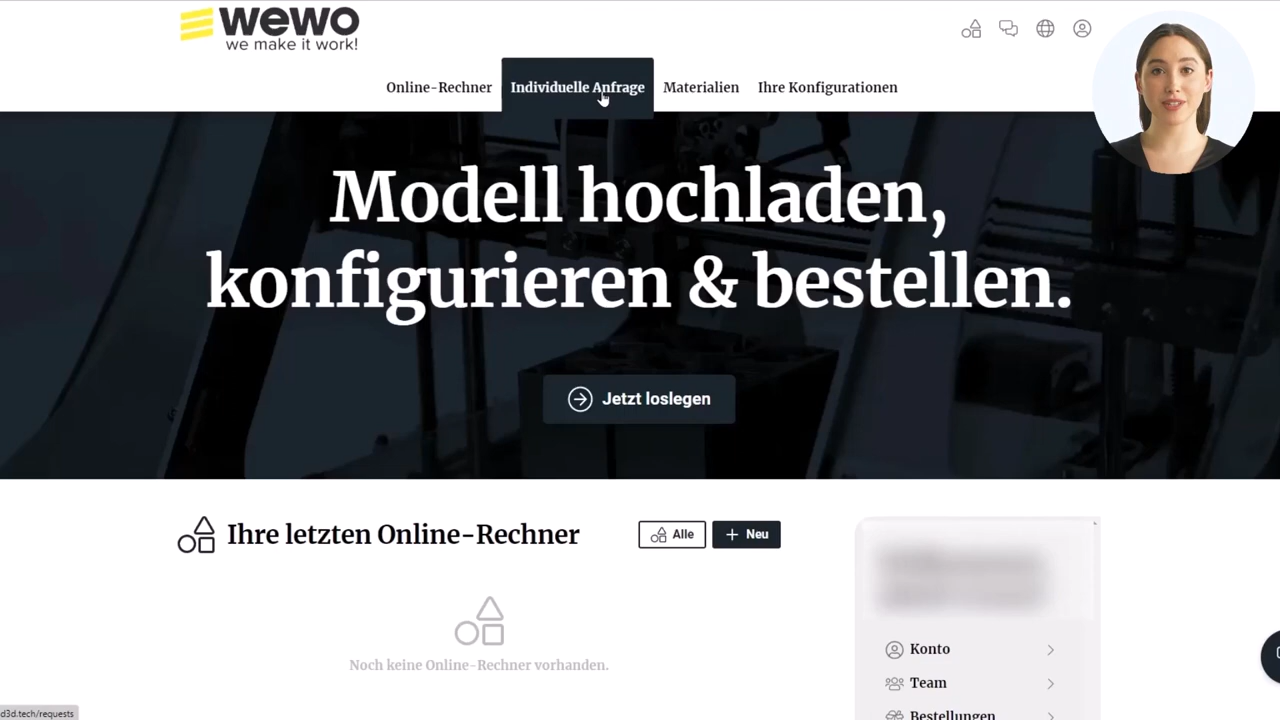 wewo
we make it work!
Online-Rechner
Individuelle Anfrage
Materialien
Ihre Konfigurationen
Modell hochladen,
konfigurieren & bestellen.
Jetzt loslegen
Ihre letzten Online-Rechner
Alle
Neu
Noch keine Online-Rechner vorhanden.
Konto
Team
Bestellungen
d3d.tech/requests